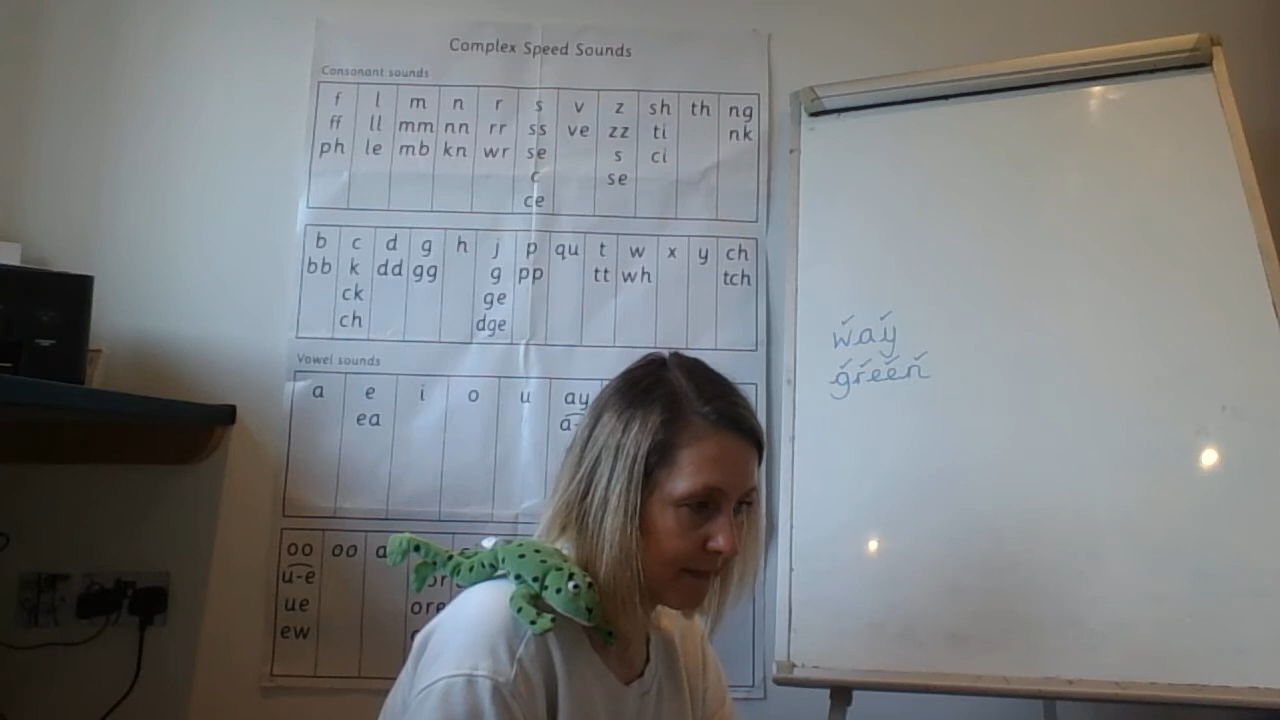 Complex Speed Sounds
Consonant sounds
f l m n r s v z sh th ng
ff ll mm nn rr ss ve zz ti nk
ph le mb kn wr se s ci
c se
ce
b c d g h j p qu t w x y ch
bb k dd gg g pp tt wh tch
ck ge
ch dge
Vowel sounds
a e i o u ay
ea
oo oo
u-e
ue ore
ew
way
green